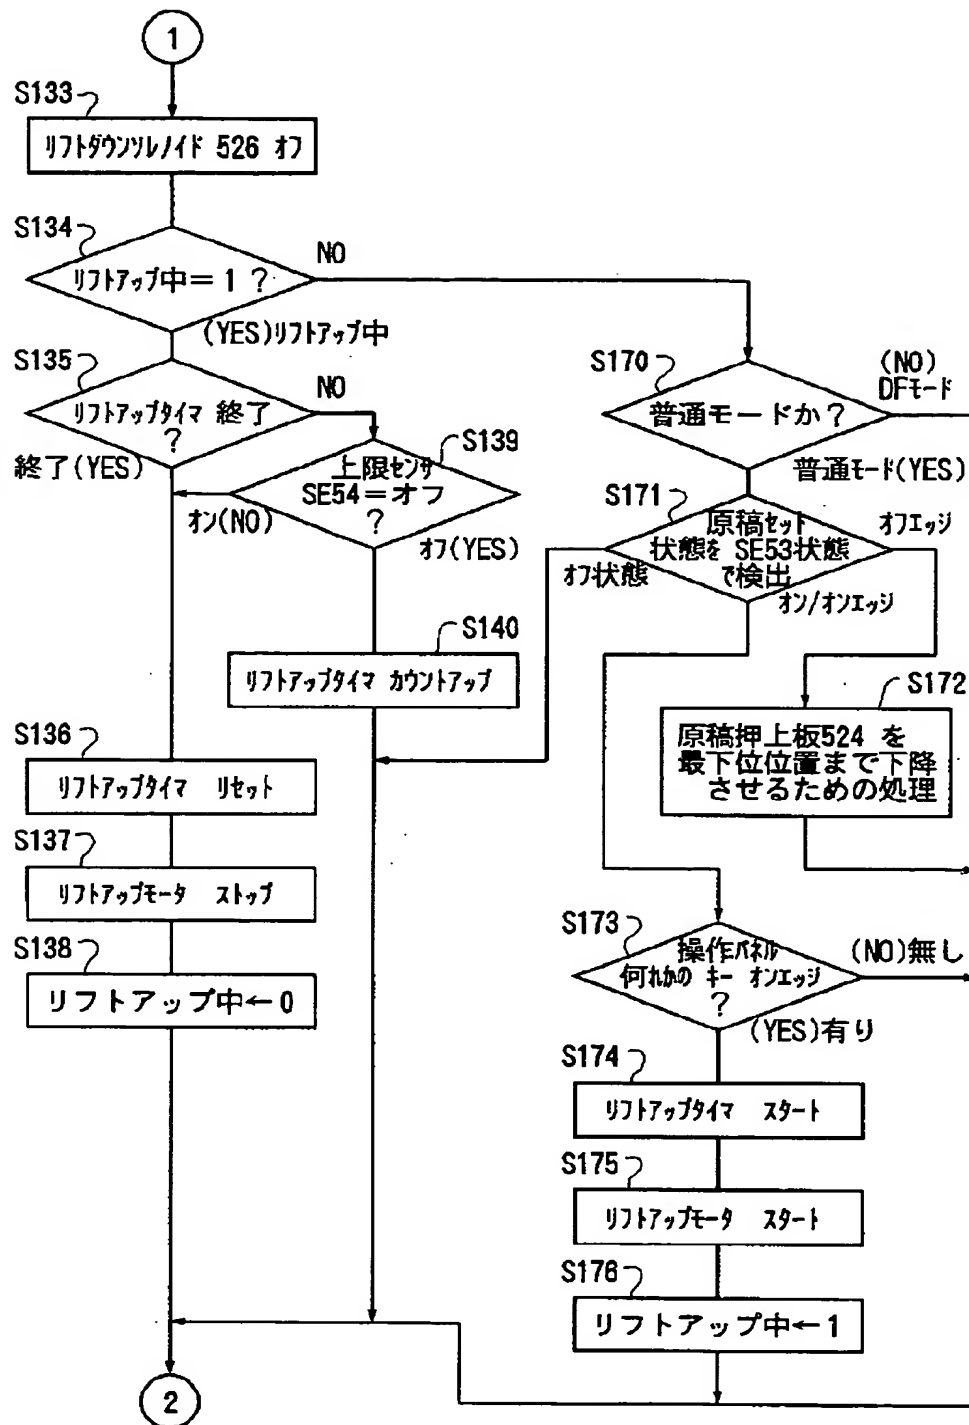 1
S133
リフトダウンソレノイド 526 オフ
S134
リフトアップ中=1 ?
NO
(YES)リフトアップ中
S135
リフトアップタイマ 終了
?
NO
終了(YES)
S139
上限センサ
SE54=オフ
?
オン(NO)
オフ(YES)
S140
リフトアップタイマ カウントアップ
S136
リフトアップタイマ リセット
S137
リフトアップモータ ストップ
S138
リフトアップ中←0
S170
普通モードか?
(NO)
DFモード
普通モード(YES)
S171
原稿セット
状態を SE53状態
で検出
オフエッジ
オフ状態
オン/オンエッジ
S172
原稿押上板524 を
最下位位置まで下降
させるための処理
S173
操作パネル
何れかの キー オンエッジ
?
(NO)無し
(YES)有り
S174
リフトアップタイマ スタート
S175
リフトアップモータ スタート
S176
リフトアップ中←1
2